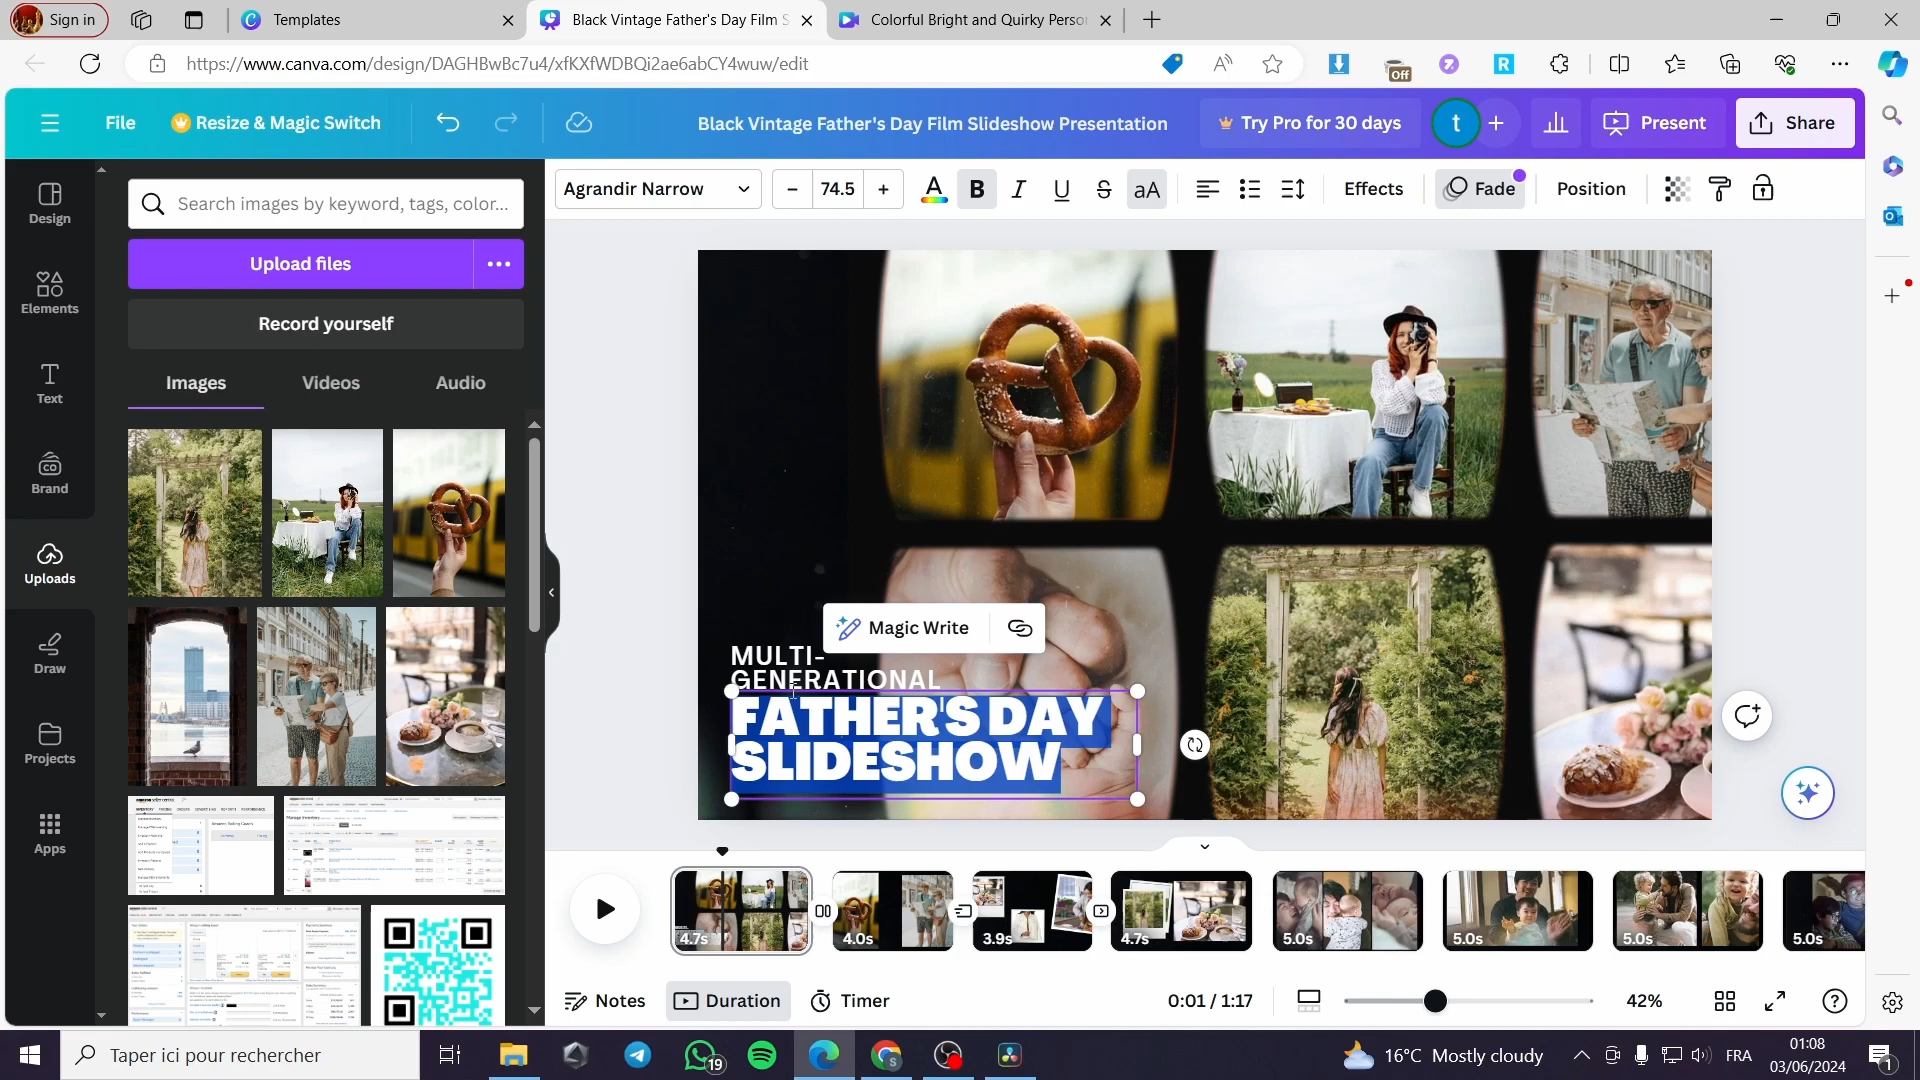 Sign in
Templates
Black Vintage Father's Day Film S
Colorful Bright and Quirky Perso
https://www.canva.com/design/DAGHBwBc7u4/xfKXfWDBQi2ae6abCY4wuw/edit
Off
File
Resize & Magic Switch
Black Vintage Father's Day Film Slideshow Presentation
Try Pro for 30 days
t
Present
Share
Design
Elements
Text
Brand
Uploads
Draw
Projects
Apps
Search images by keyword, tags, color...
Upload files
Record yourself
Images
Videos
Audio
Agrandir Narrow
74.5
A
B
I
U
S
aA
Effects
Fade
Position
Magic Write
MULTI-
GENERATIONAL
FATHER'S DAY
SLIDESHOW
4.7s
4.0s
3.9s
4.7s
5.0s
5.0s
5.0s
5.0s
Notes
Duration
Timer
0:01 / 1:17
42%
Taper ici pour rechercher
19
16°C Mostly cloudy
FRA
01:08
03/06/2024
1